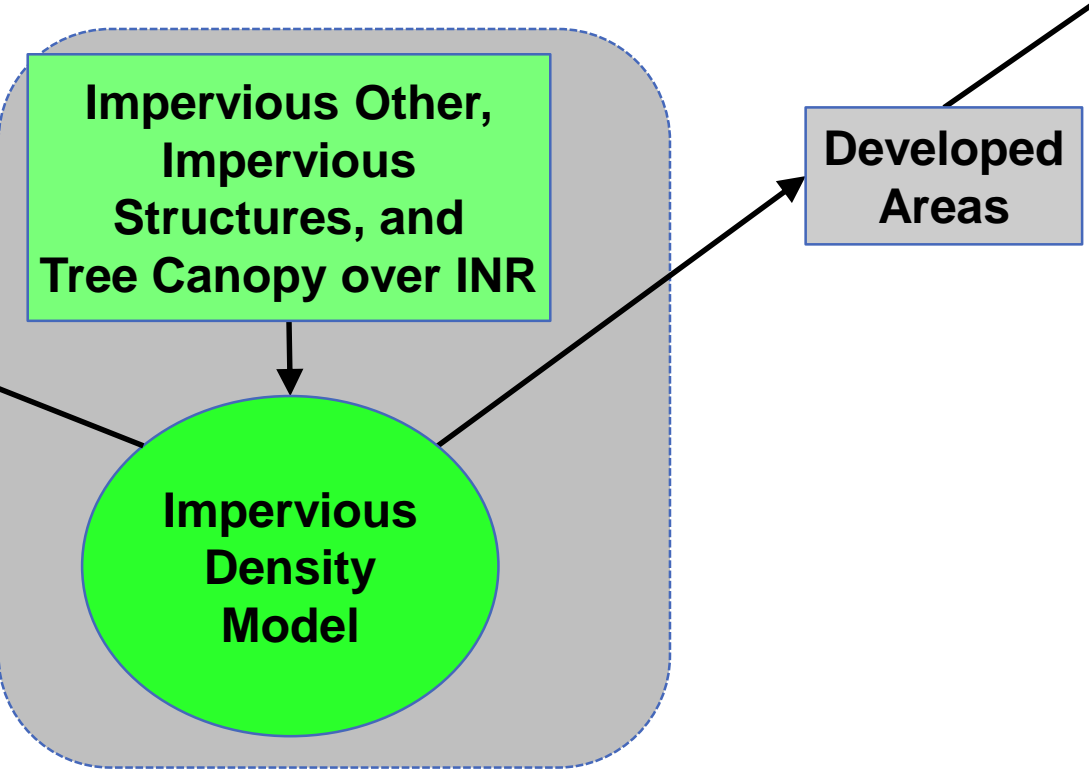 Impervious Other,
Impervious
Structures, and
Tree Canopy over INR
Developed
Areas
Impervious
Density
Model